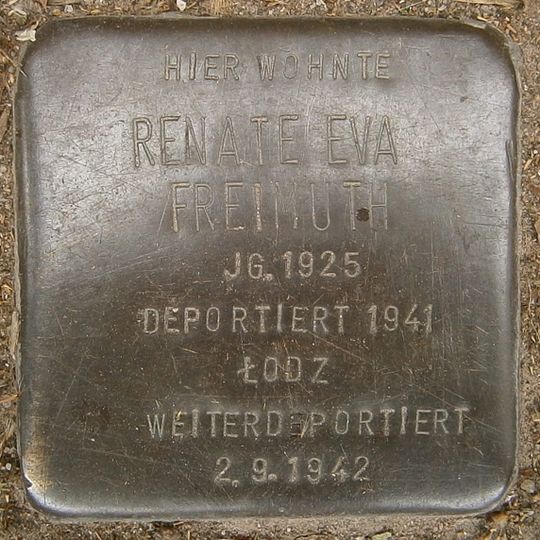 HIER WOHNTE
RENATE EVA
FREIMUTH
JG. 1925
DEPORTIERT 1941
ŁODZ
WEITERDEPORTIERT
2.9.1942